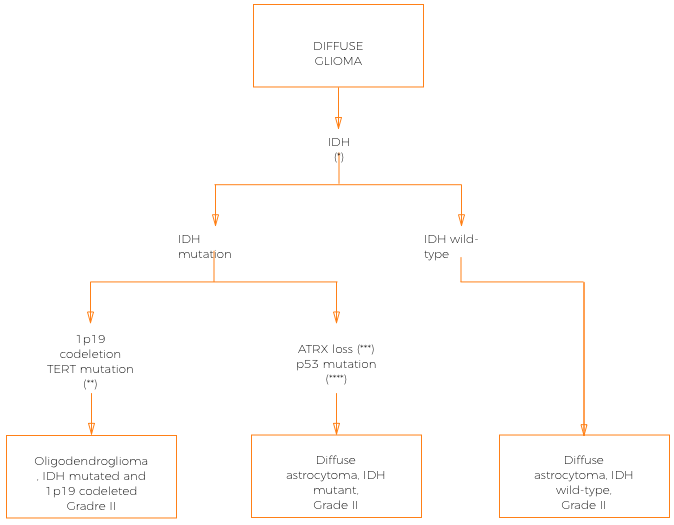 DIFFUSE
GLIOMA
IDH
(*)
IDH
mutation
IDH wild-
type
1p19
codeletion
TERT mutation
(**)
ATRX loss (***)
p53 mutation
(****)
Oligodendroglioma
, IDH mutated and
1p19 codeleted
Gradre II
Diffuse
astrocytoma, IDH
mutant,
Grade II
Diffuse
astrocytoma, IDH
wild-type,
Grade II